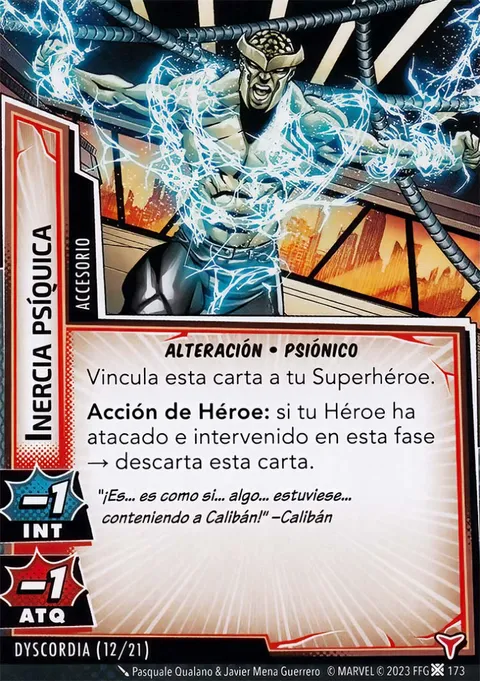 INERCIA PSÍQUICA
ACCESORIO
ALTERACIÓN • PSIÓNICO
Vincula esta carta a tu Superhéroe.
Acción de Héroe: si tu Héroe ha
atacado e intervenido en esta fase
→ descarta esta carta.
"¡Es... es como si... algo... estuviese...
conteniendo a Calibán!" –Calibán
–1
INT
–1
ATQ
DYSCORDIA (12/21)
Pasquale Qualano & Javier Mena Guerrero © MARVEL © 2023 FFG 173